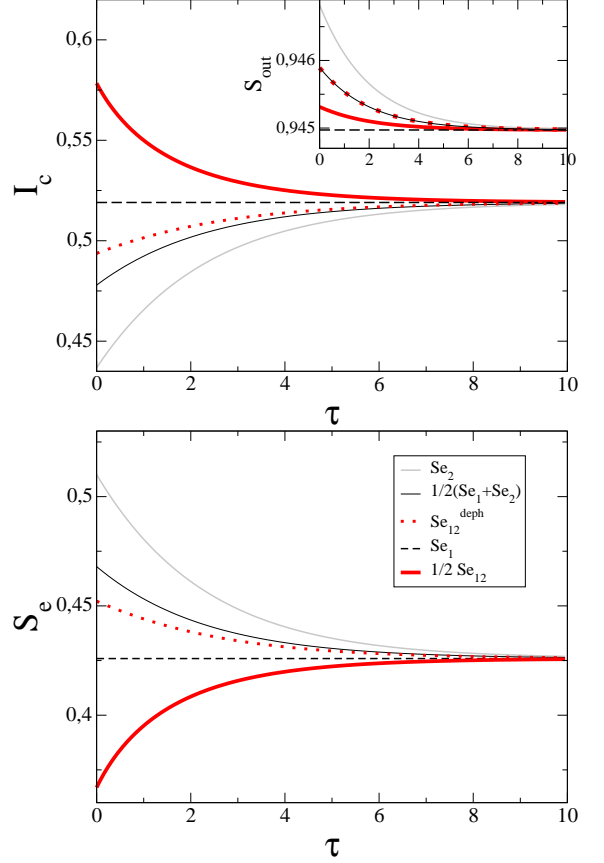 0,6
0,55
0,5
0,45
I_c
0 2 4 6 8 10
τ
S_out
0,946
0,945
0 2 4 6 8 10
0,5
0,45
0,4
S_e
Se_2
1/2(Se_1+Se_2)
Se_12^deph
Se_1
1/2 Se_12
0 2 4 6 8 10
τ